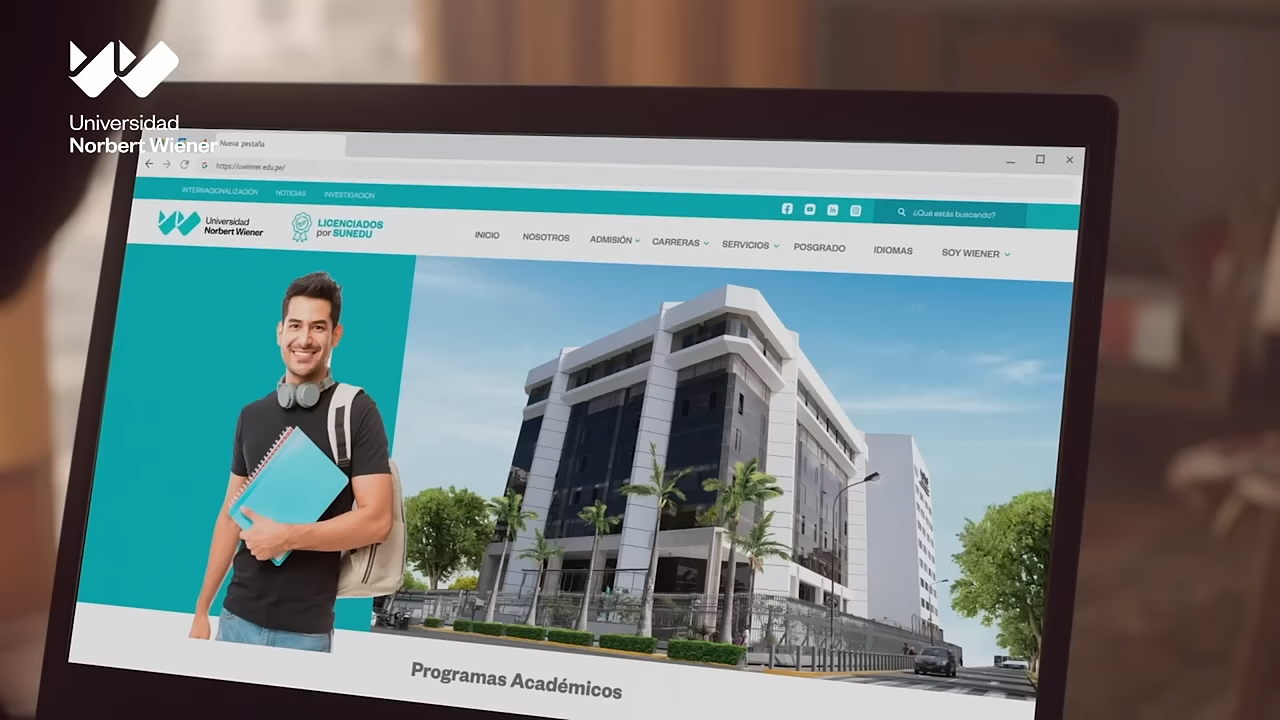 Universidad
Norbert Wiener
Nueva pestaña
https://uwiener.edu.pe/
INTERNACIONALIZACIÓN NOTICIAS INVESTIGACIÓN
¿Qué estás buscando?
Universidad
Norbert Wiener
LICENCIADOS
por SUNEDU
INICIO NOSOTROS ADMISIÓN CARRERAS SERVICIOS POSGRADO IDIOMAS SOY WIENER
Programas Académicos